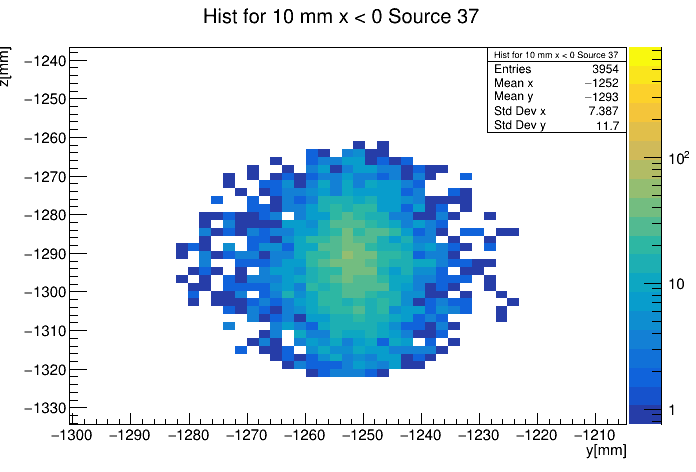 Hist for 10 mm x < 0 Source 37
z[mm]
Hist for 10 mm x < 0 Source 37
Entries 3954
Mean x −1252
Mean y −1293
Std Dev x 7.387
Std Dev y 11.7
−1240
−1250
−1260
−1270
−1280
−1290
−1300
−1310
−1320
−1330
10²
10
1
−1300 −1290 −1280 −1270 −1260 −1250 −1240 −1230 −1220 −1210
y[mm]